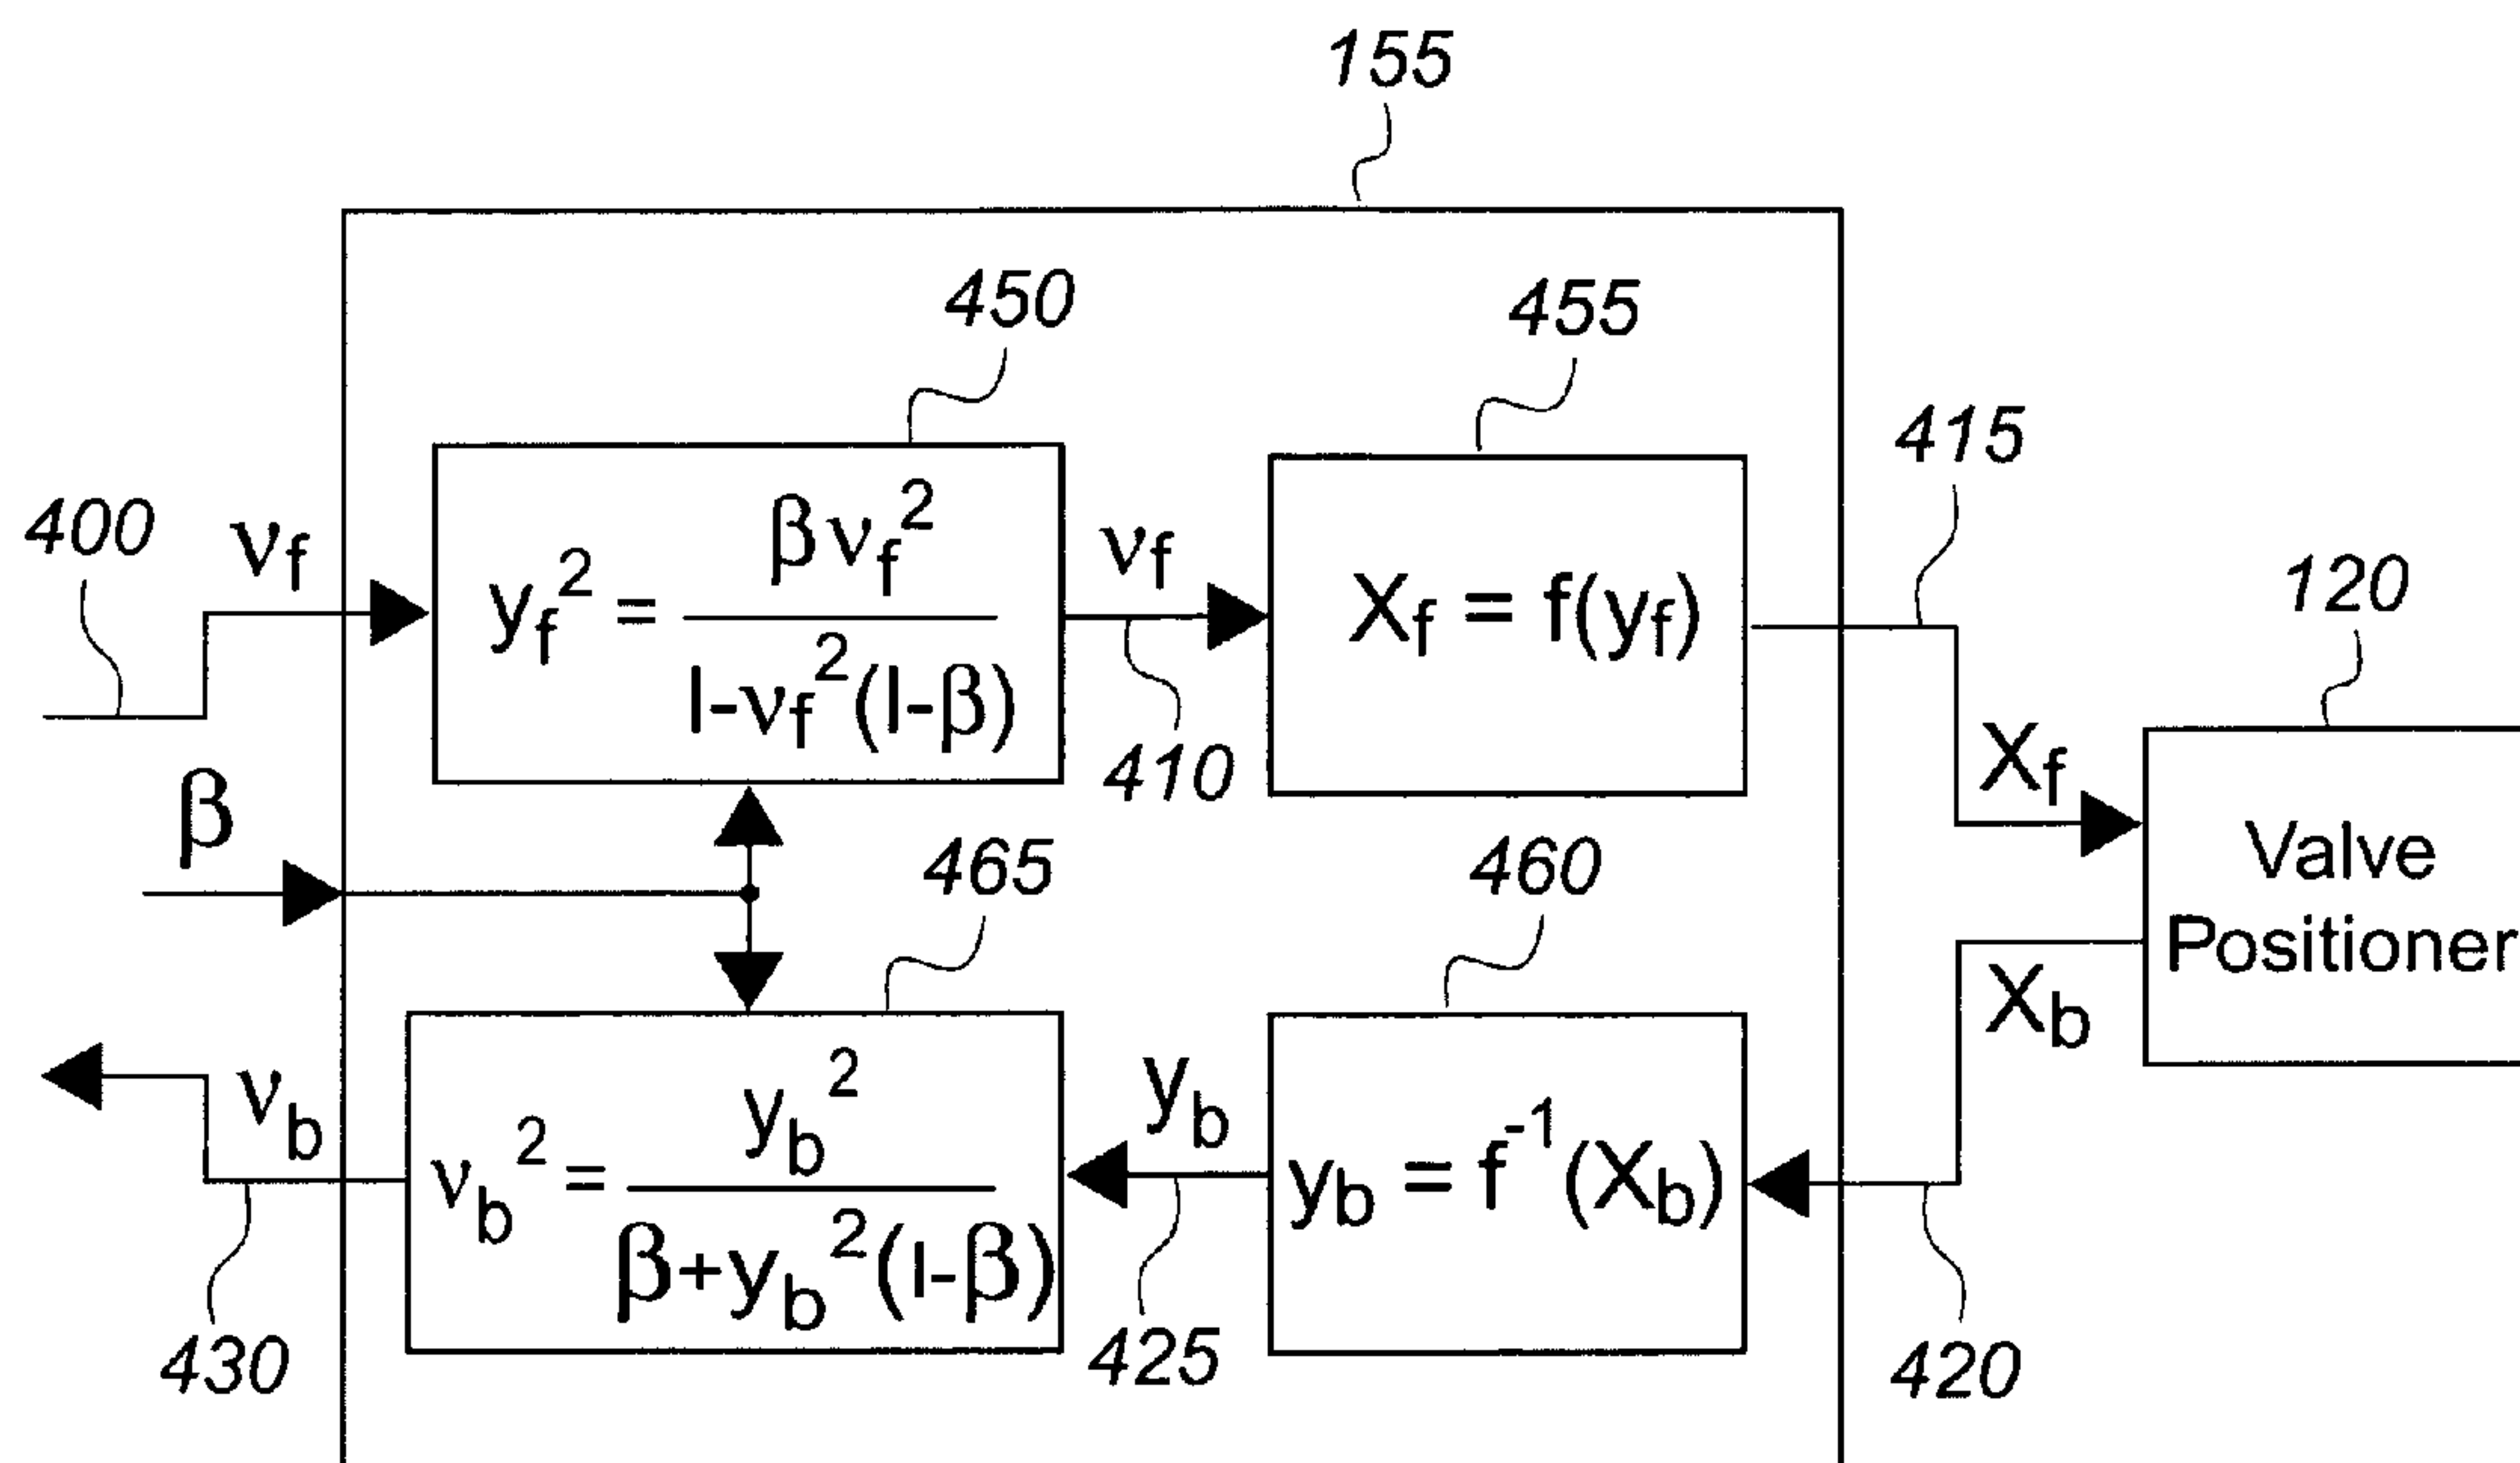 155
450
455
415
400
νf
yf² = βνf² / l-νf²(l-β)
νf
Xf = f(yf)
120
410
Xf
β
465
460
Valve
Positioner
Xb
νb
νb² = yb² / β+yb²(l-β)
yb
yb = f⁻¹(Xb)
430
425
420